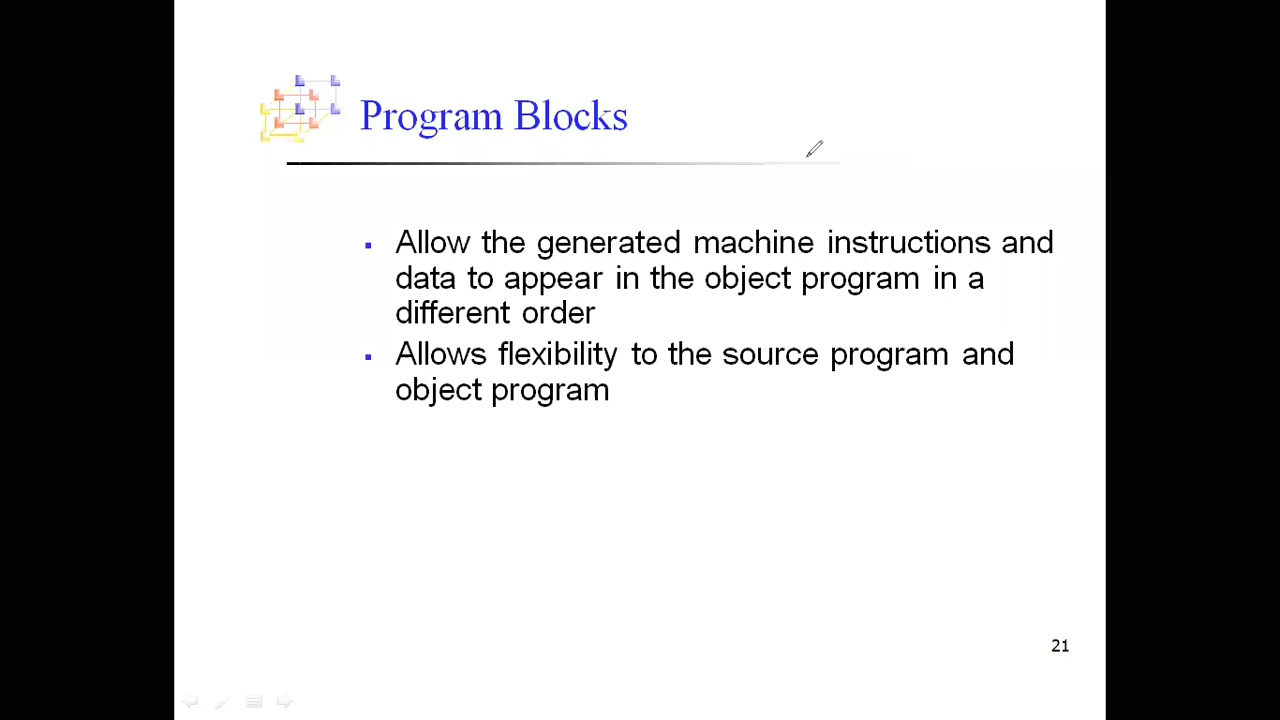 Program Blocks
Allow the generated machine instructions and
data to appear in the object program in a
different order
Allows flexibility to the source program and
object program
21